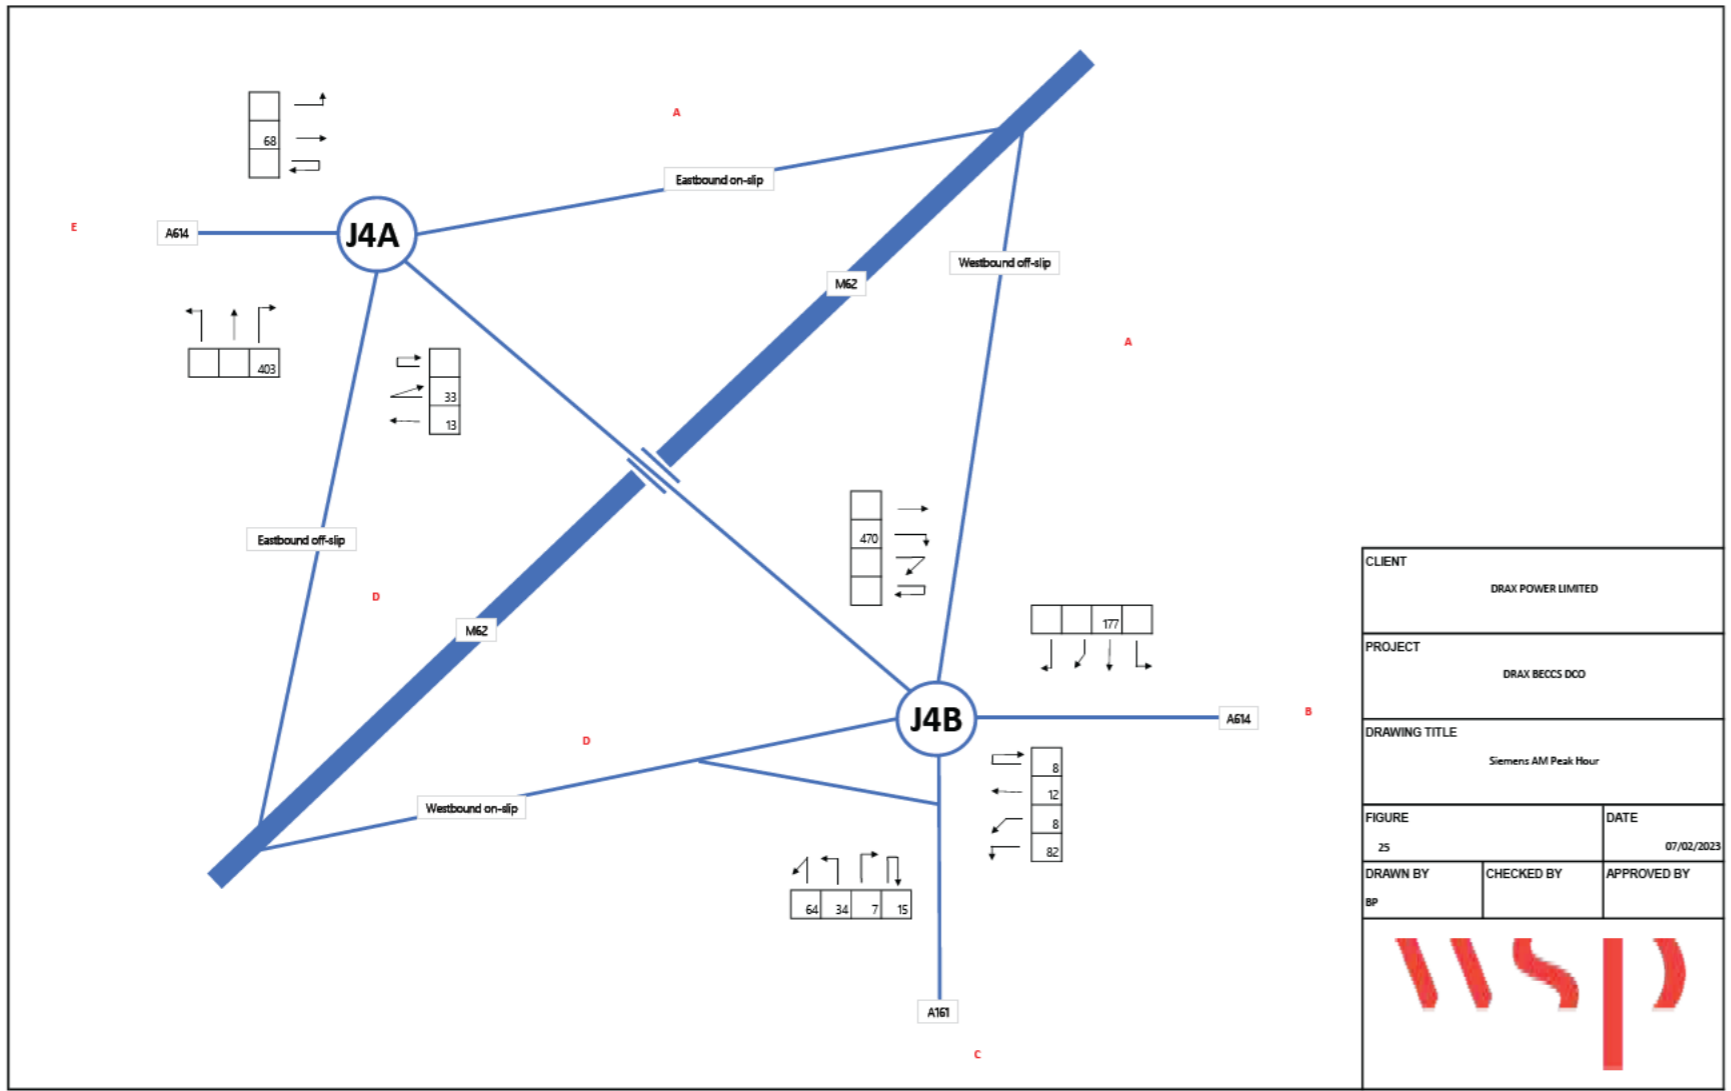 A
68
Eastbound on-slip
E
A614
J4A
Westbound off-slip
M62
A
403
33
13
470
Eastbound off-slip
D
M62
177
J4B
A614
B
D
Westbound on-slip
8
12
8
82
64 34 7 15
A161
C
CLIENT
DRAX POWER LIMITED
PROJECT
DRAX BECCS DCO
DRAWING TITLE
Siemens AM Peak Hour
FIGURE
25
DATE
07/02/2023
DRAWN BY
BP
CHECKED BY
APPROVED BY
wsp